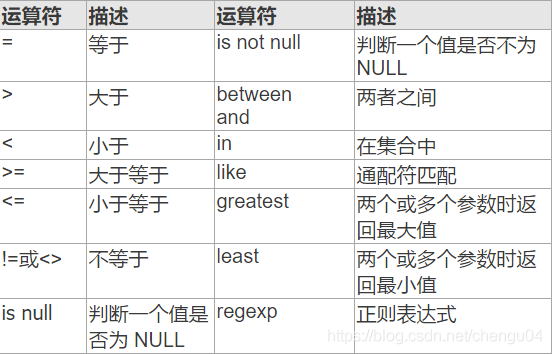 运算符 描述 运算符 描述
= 等于 is not null 判断一个值是否不为
NULL
> 大于 between 两者之间
and
< 小于 in 在集合中
>= 大于等于 like 通配符匹配
<= 小于等于 greatest 两个或多个参数时返
回最大值
!=或<> 不等于 least 两个或多个参数时返
回最小值
is null 判断一个值是 regexp 正则表达式
否为 NULL
https://blog.csdn.net/chengu04